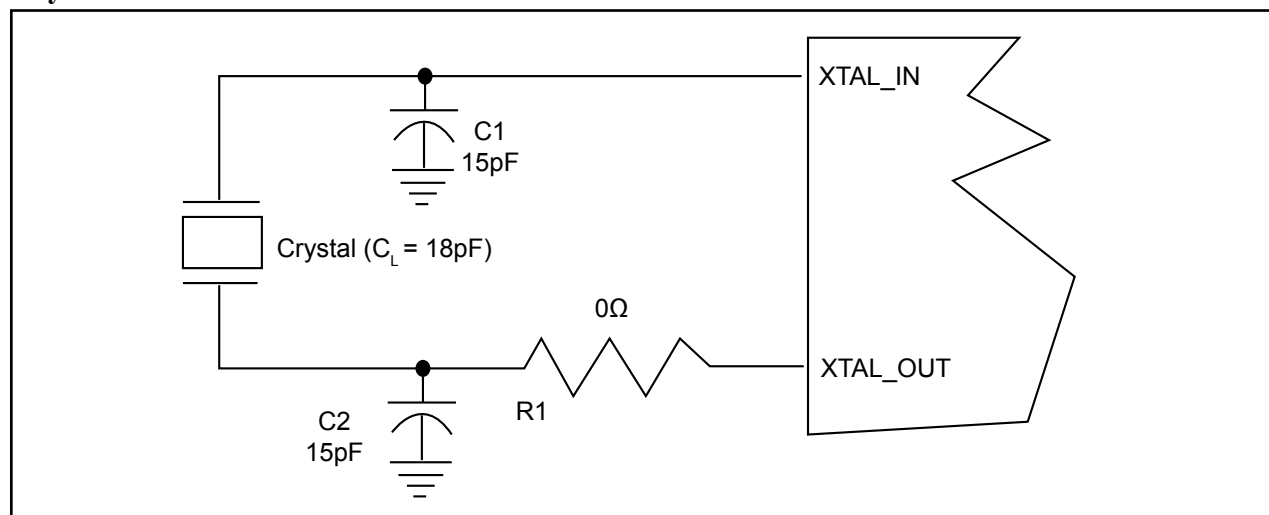 XTAL_IN
C1
15pF
Crystal (C_L = 18pF)
0Ω
XTAL_OUT
R1
C2
15pF